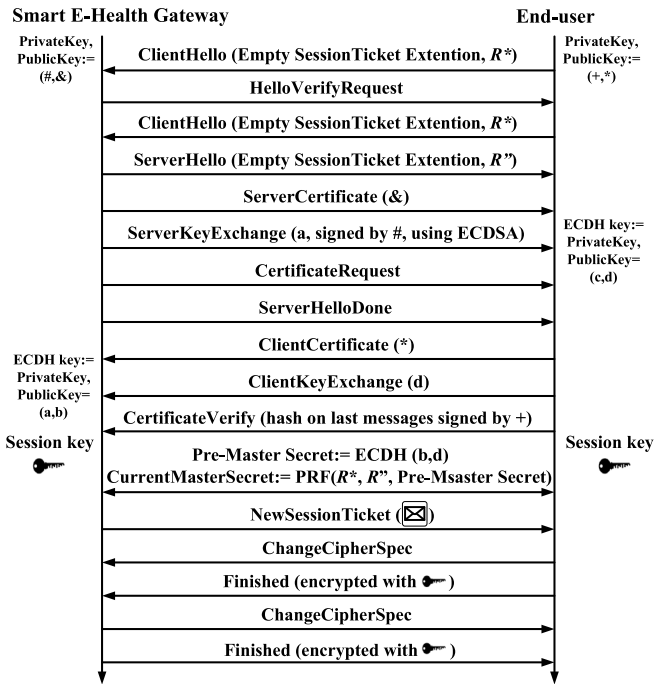 Smart E-Health Gateway
End-user
PrivateKey,
PublicKey:=
(#,&)
PrivateKey,
PublicKey:=
(+,*)
ClientHello (Empty SessionTicket Extention, R*)
HelloVerifyRequest
ClientHello (Empty SessionTicket Extention, R*)
ServerHello (Empty SessionTicket Extention, R”)
ServerCertificate (&)
ServerKeyExchange (a, signed by #, using ECDSA)
ECDH key:=
PrivateKey,
PublicKey=
(c,d)
CertificateRequest
ServerHelloDone
ClientCertificate (*)
ECDH key:=
PrivateKey,
PublicKey=
(a,b)
ClientKeyExchange (d)
CertificateVerify (hash on last messages signed by +)
Session key
Session key
Pre-Master Secret:= ECDH (b,d)
CurrentMasterSecret:= PRF(R*, R”, Pre-Msaster Secret)
NewSessionTicket ( )
ChangeCipherSpec
Finished (encrypted with )
ChangeCipherSpec
Finished (encrypted with )